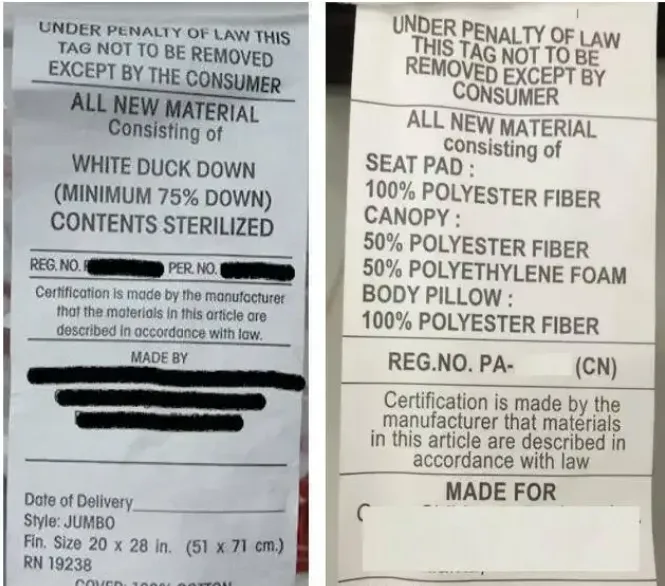 UNDER PENALTY OF LAW THIS
TAG NOT TO BE REMOVED
EXCEPT BY THE CONSUMER
ALL NEW MATERIAL
Consisting of
WHITE DUCK DOWN
(MINIMUM 75% DOWN)
CONTENTS STERILIZED
REG. NO. PER. NO.
Certification is made by the manufacturer
that the materials in this article are
described in accordance with law.
MADE BY
Date of Delivery
Style: JUMBO
Fin. Size 20 x 28 in. (51 x 71 cm.)
RN 19238
COVER: 100% COTTON
UNDER PENALTY OF LAW
THIS TAG NOT TO BE
REMOVED EXCEPT BY
CONSUMER
ALL NEW MATERIAL
consisting of
SEAT PAD :
100% POLYESTER FIBER
CANOPY :
50% POLYESTER FIBER
50% POLYETHYLENE FOAM
BODY PILLOW :
100% POLYESTER FIBER
REG.NO. PA- (CN)
Certification is made by the
manufacturer that materials
in this article are described in
accordance with law
MADE FOR